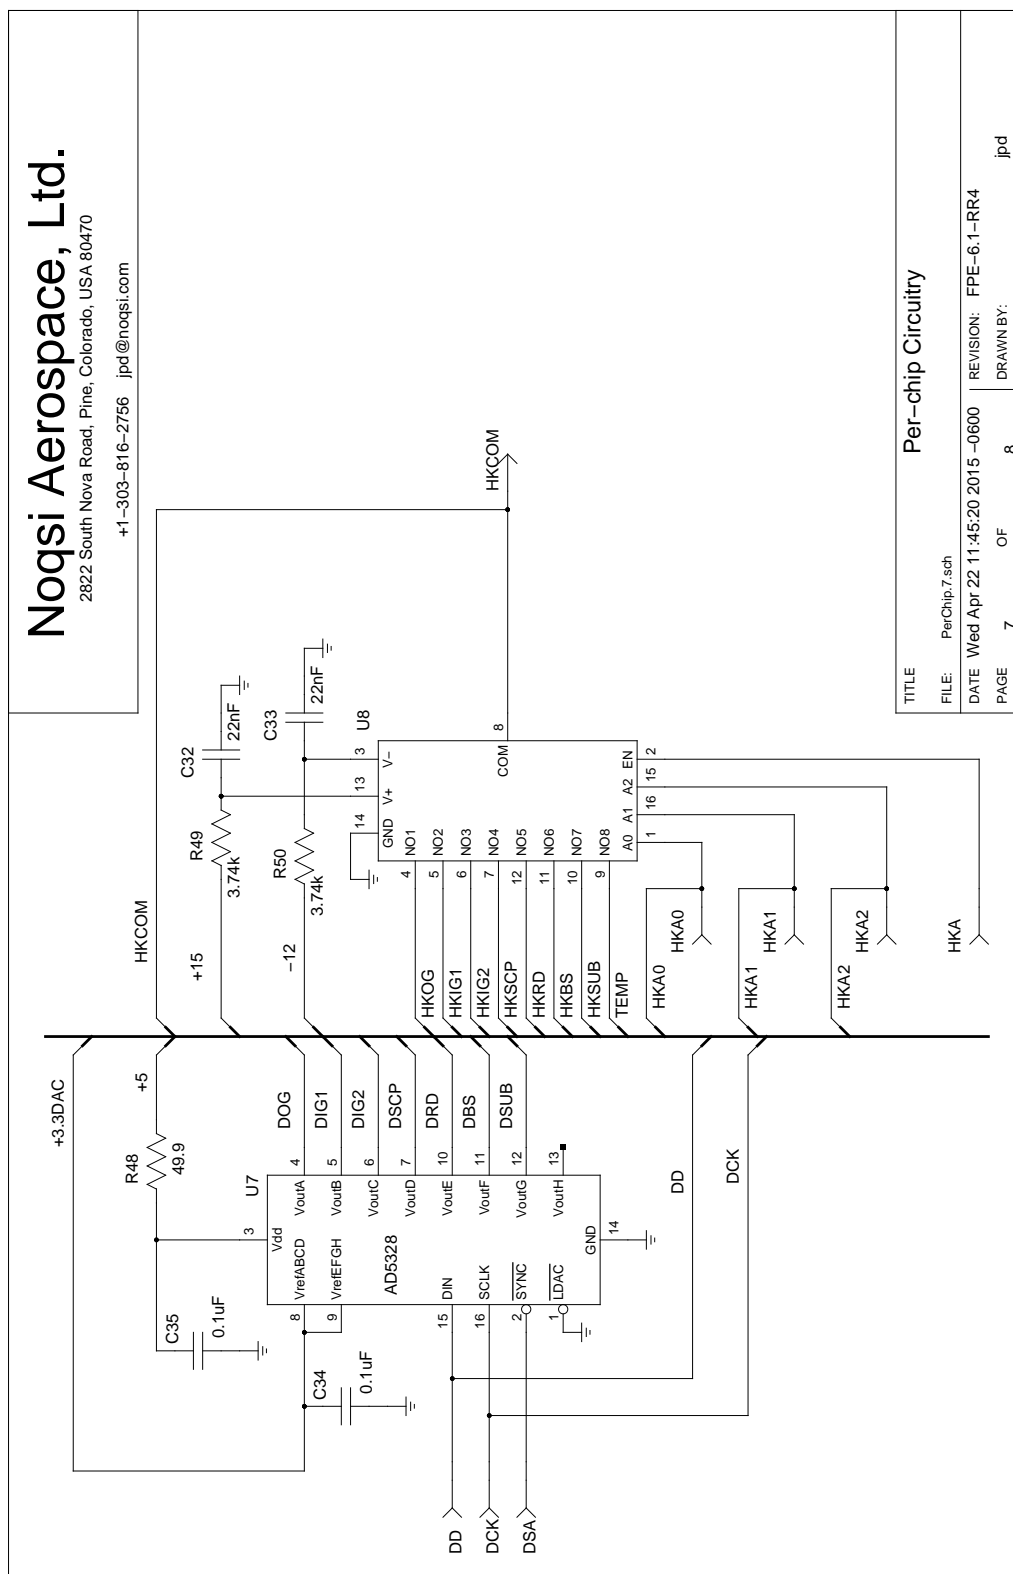 Noqsi Aerospace, Ltd.
2822 South Nova Road, Pine, Colorado, USA 80470
+1−303−816−2756 jpd@noqsi.com
+3.3DAC
+5
R48
49.9
C35
0.1uF
C34
0.1uF
U7
AD5328
3
Vdd
8
VrefABCD
9
VrefEFGH
15
DIN
16
SCLK
2
SYNC
1
LDAC
VoutA
4
DOG
VoutB
5
DIG1
VoutC
6
DIG2
VoutD
7
DSCP
VoutE
10
DRD
VoutF
11
DBS
VoutG
12
DSUB
VoutH
13
GND
14
DD
DCK
DD
DCK
DSA
HKCOM
+15
R49
3.74k
C32
22nF
−12
R50
3.74k
C33
22nF
U8
14
GND
13
V+
3
V−
HKOG
4
NO1
HKIG1
5
NO2
HKIG2
6
NO3
HKSCP
7
NO4
HKRD
12
NO5
HKBS
11
NO6
HKSUB
10
NO7
TEMP
9
NO8
COM
8
HKCOM
A0
1
A1
16
A2
15
EN
2
HKA0
HKA0
HKA1
HKA1
HKA2
HKA2
HKA
TITLE
Per−chip Circuitry
FILE: PerChip.7.sch
DATE Wed Apr 22 11:45:20 2015 −0600
REVISION: FPE−6.1−RR4
PAGE 7 OF 8
DRAWN BY: jpd